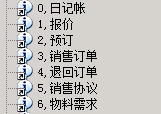 0, 日记帐
1, 报价
2, 预订
3, 销售订单
4, 退回订单
5, 销售协议
6, 物料需求